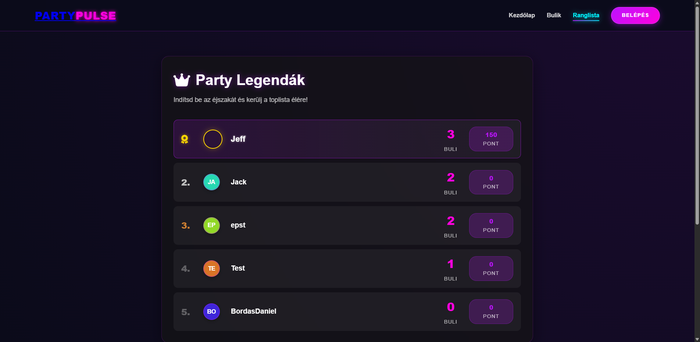 PARTYPULSE Kezdőlap Bulik Ranglista BELÉPÉS
Party Legendák
Indítsd be az éjszakát és kerülj a toplista élére!
Jeff 3 BULI 150 PONT
2. JA Jack 2 BULI 0 PONT
3. EP epst 2 BULI 0 PONT
4. TE Test 1 BULI 0 PONT
5. BO BordasDaniel 0 BULI 0 PONT